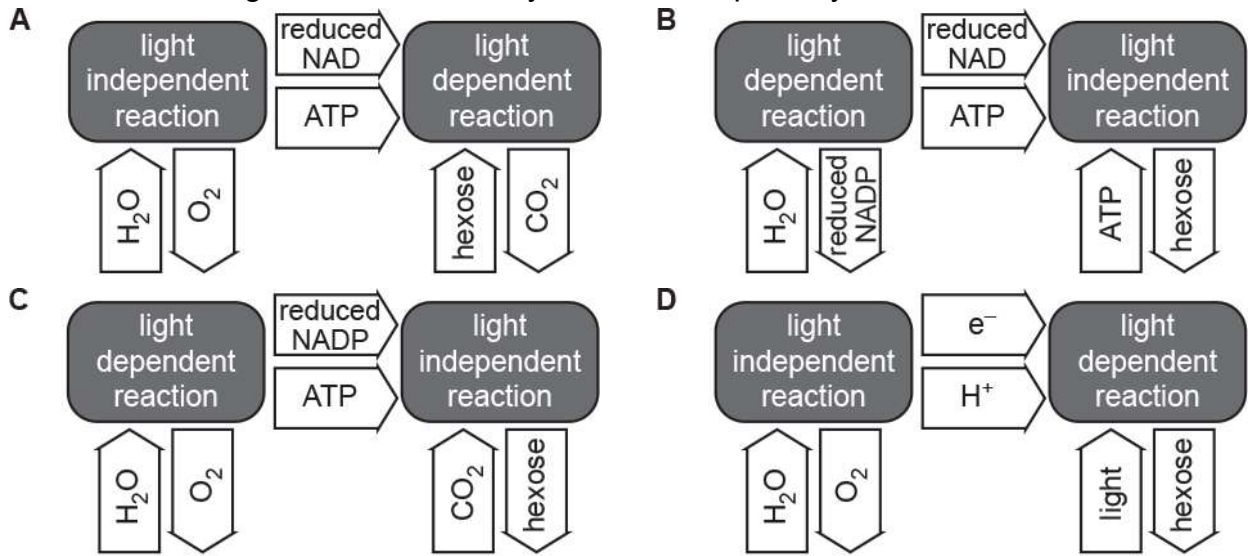 A
light
independent
reaction
reduced
NAD
ATP
light
dependent
reaction
H₂O
O₂
hexose
CO₂
B
light
dependent
reaction
reduced
NAD
ATP
light
independent
reaction
H₂O
reduced
NADP
ATP
hexose
C
light
dependent
reaction
reduced
NADP
ATP
light
independent
reaction
H₂O
O₂
CO₂
hexose
D
light
independent
reaction
e⁻
H⁺
light
dependent
reaction
H₂O
O₂
light
hexose